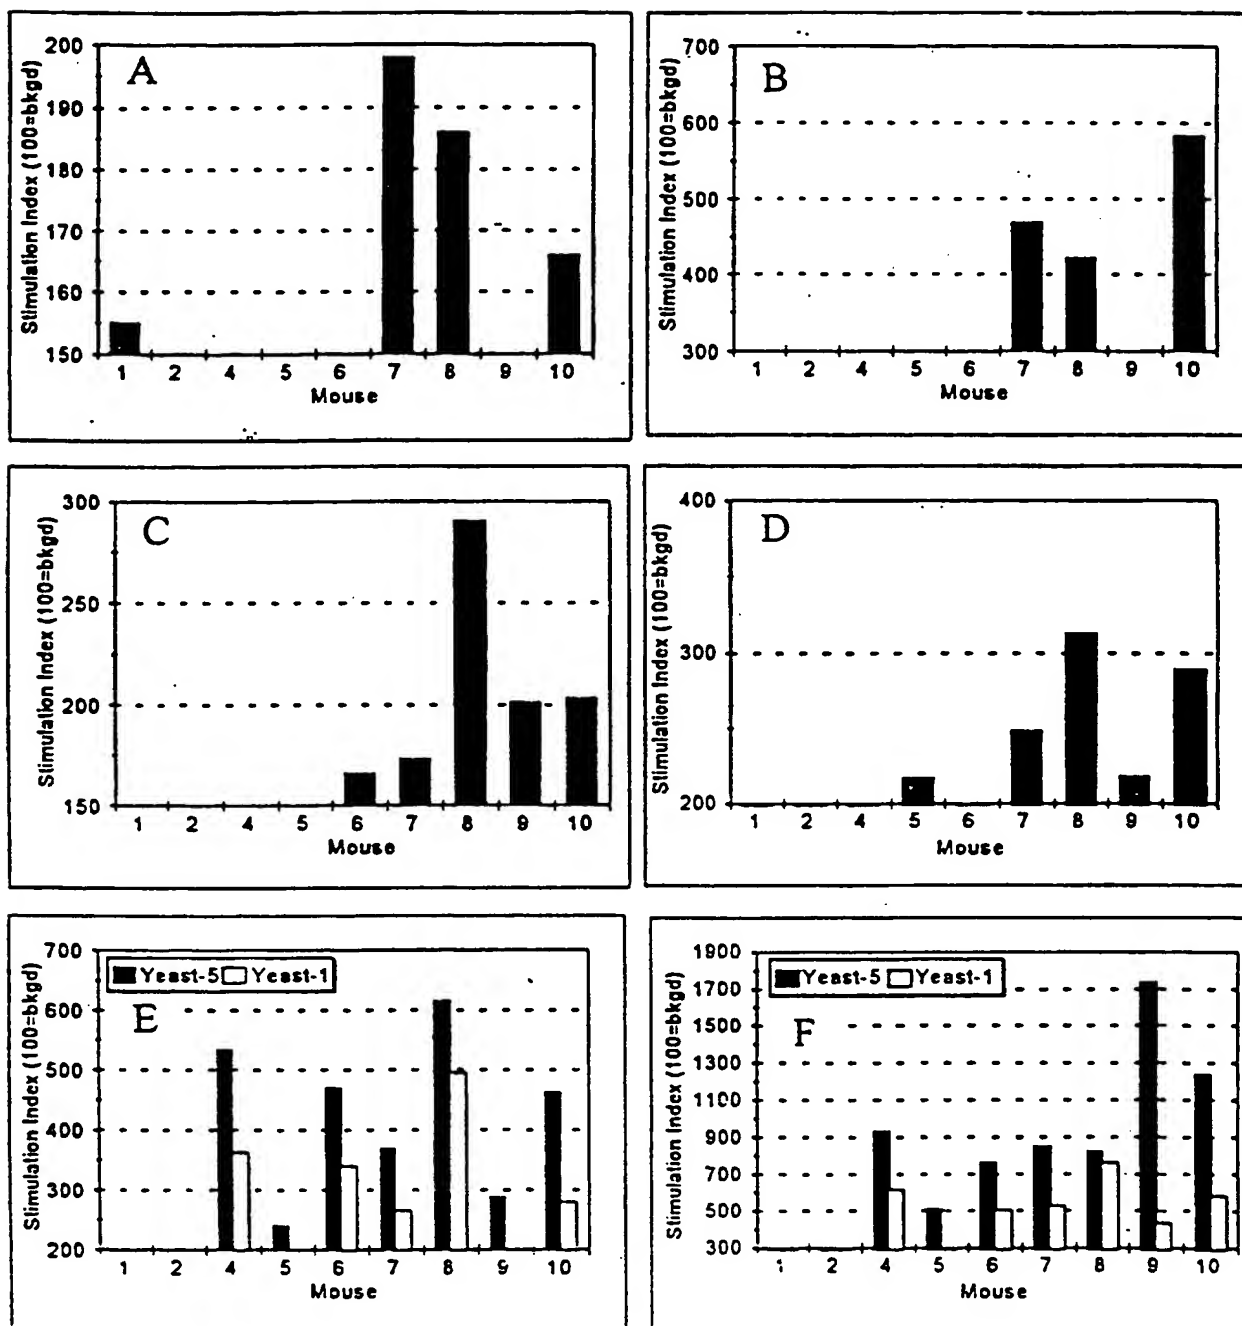 A
Stimulation Index (100=bkgd)
200
190
180
170
160
150
1 2 4 5 6 7 8 9 10
Mouse
B
Stimulation Index (100=bkgd)
700
600
500
400
300
1 2 4 5 6 7 8 9 10
Mouse
C
Stimulation Index (100=bkgd)
300
250
200
150
1 2 4 5 6 7 8 9 10
Mouse
D
Stimulation Index (100=bkgd)
400
300
200
1 2 4 5 6 7 8 9 10
Mouse
Yeast-5 Yeast-1
E
Stimulation Index (100=bkgd)
700
600
500
400
300
200
1 2 4 5 6 7 8 9 10
Mouse
Yeast-5 Yeast-1
F
Stimulation Index (100=bkgd)
1900
1700
1500
1300
1100
900
700
500
300
1 2 4 5 6 7 8 9 10
Mouse